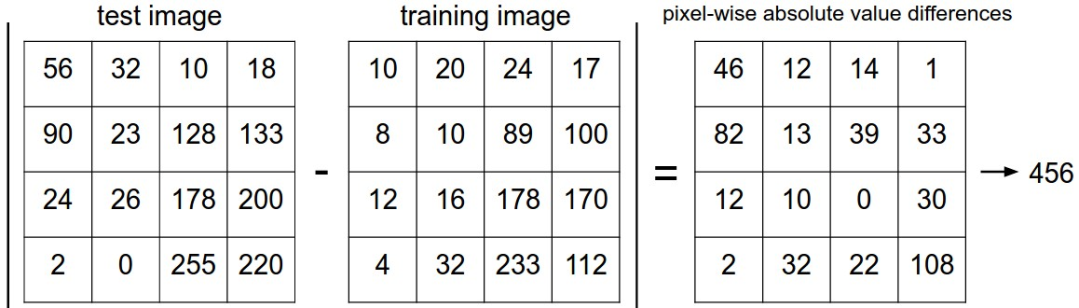 test image training image pixel-wise absolute value differences
56 32 10 18 10 20 24 17 46 12 14 1
90 23 128 133 8 10 89 100 82 13 39 33
- = → 456
24 26 178 200 12 16 178 170 12 10 0 30
2 0 255 220 4 32 233 112 2 32 22 108